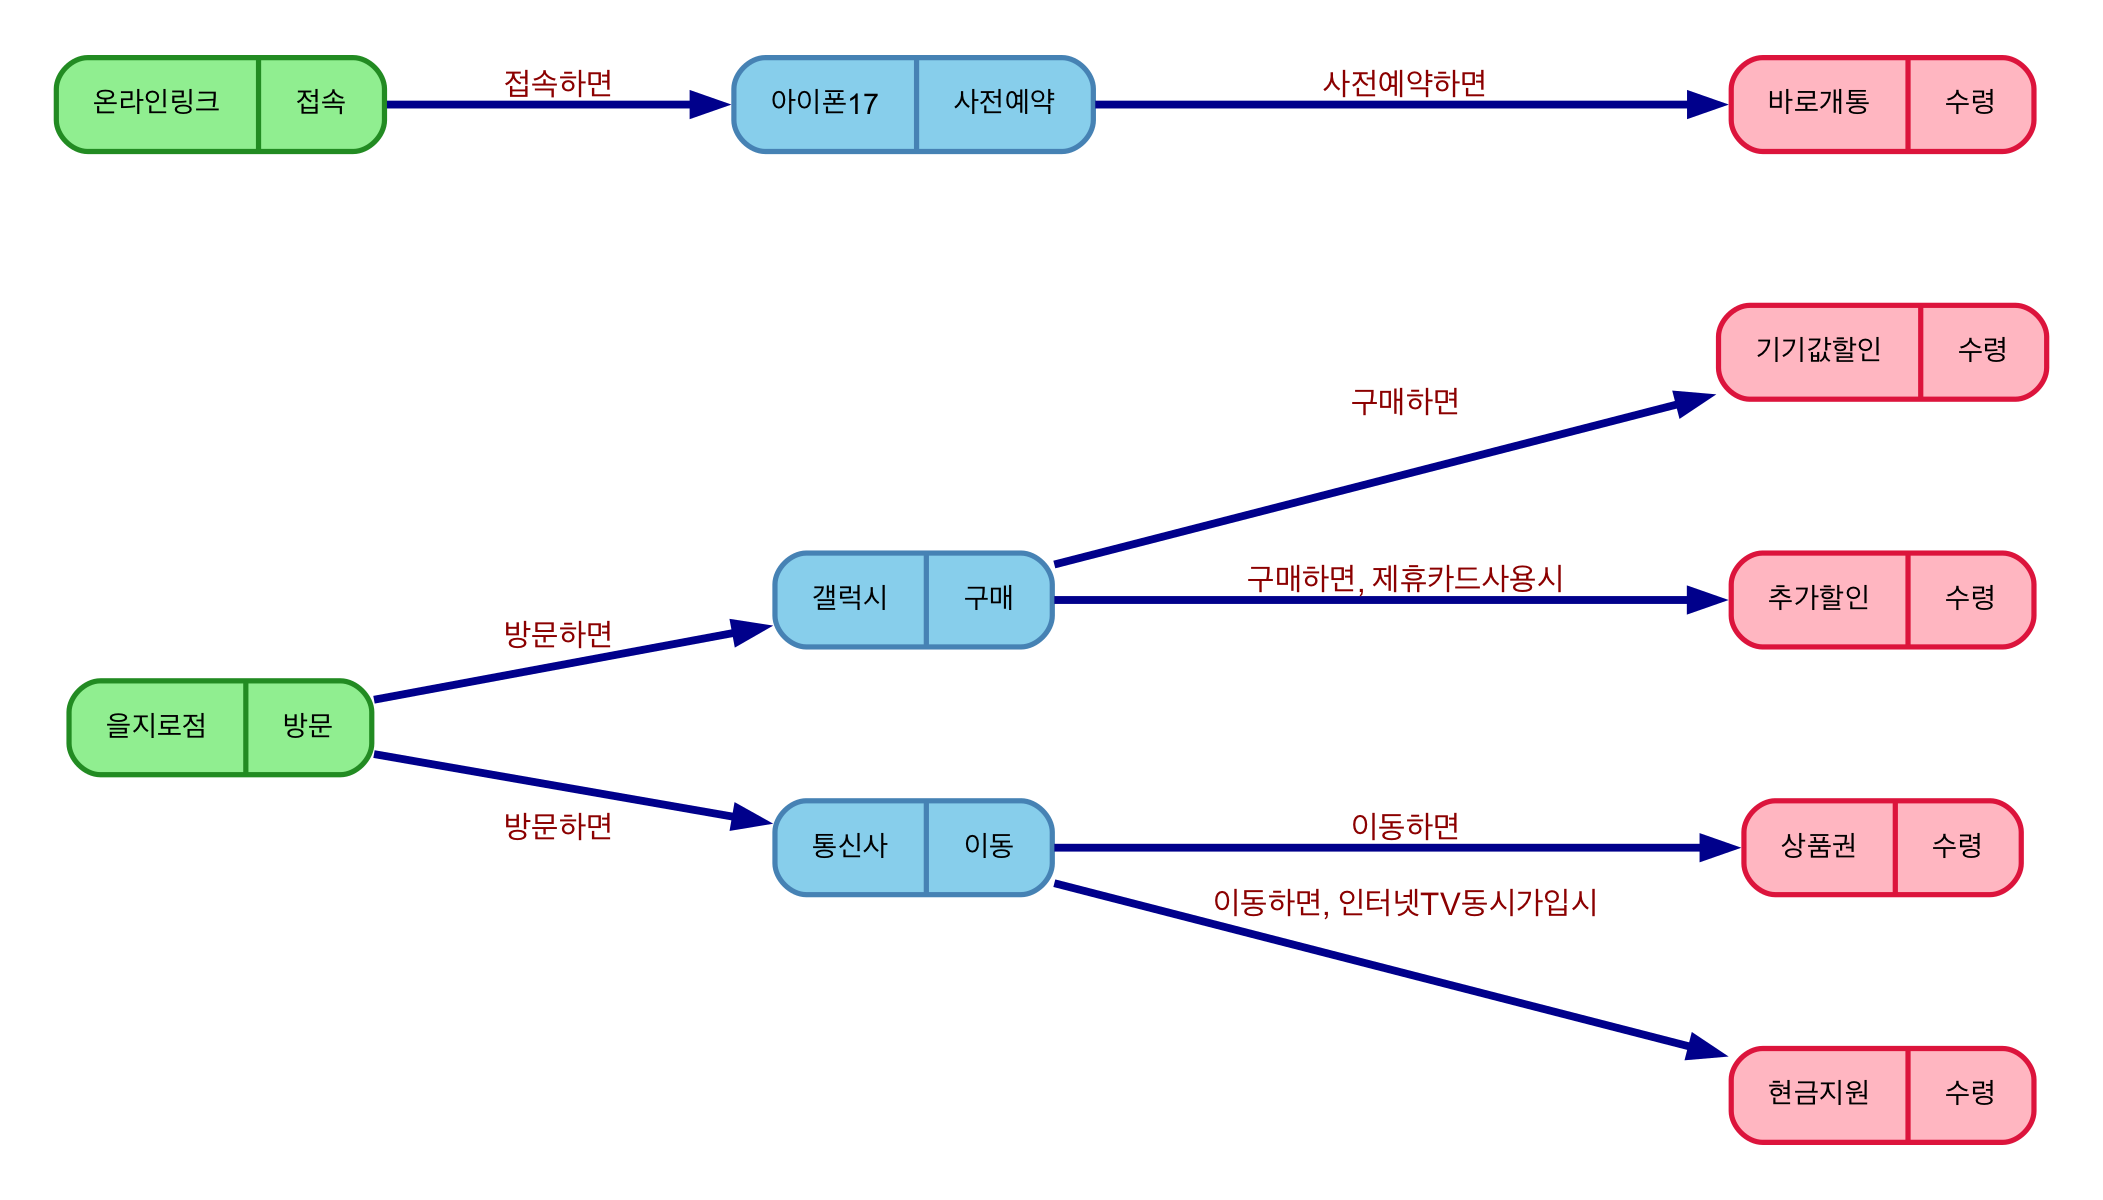 온라인링크 접속
접속하면
아이폰17 사전예약
사전예약하면
바로개통 수령
을지로점 방문
방문하면
갤럭시 구매
구매하면
기기값할인 수령
구매하면, 제휴카드사용시
추가할인 수령
방문하면
통신사 이동
이동하면
상품권 수령
이동하면, 인터넷TV동시가입시
현금지원 수령